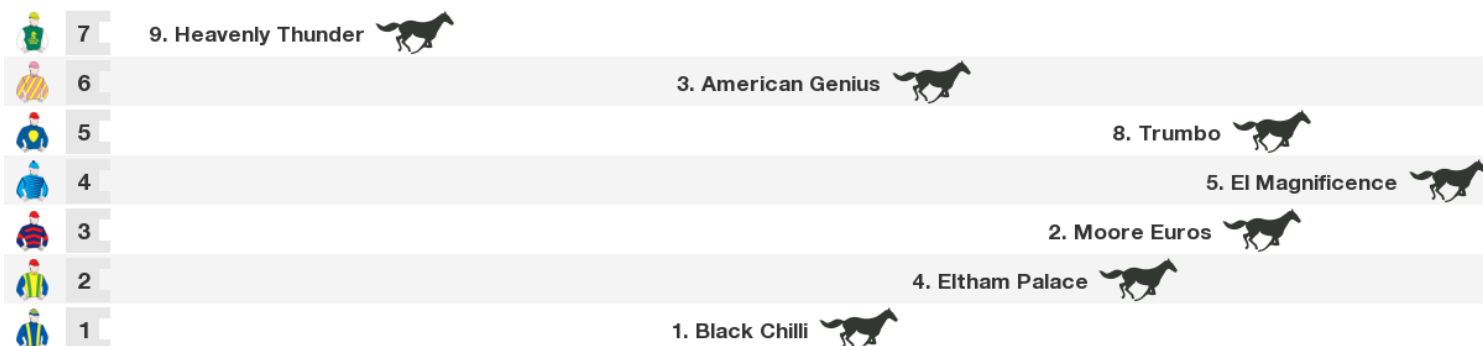 7 9. Heavenly Thunder
6 3. American Genius
5 8. Trumbo
4 5. El Magnificence
3 2. Moore Euros
2 4. Eltham Palace
1 1. Black Chilli